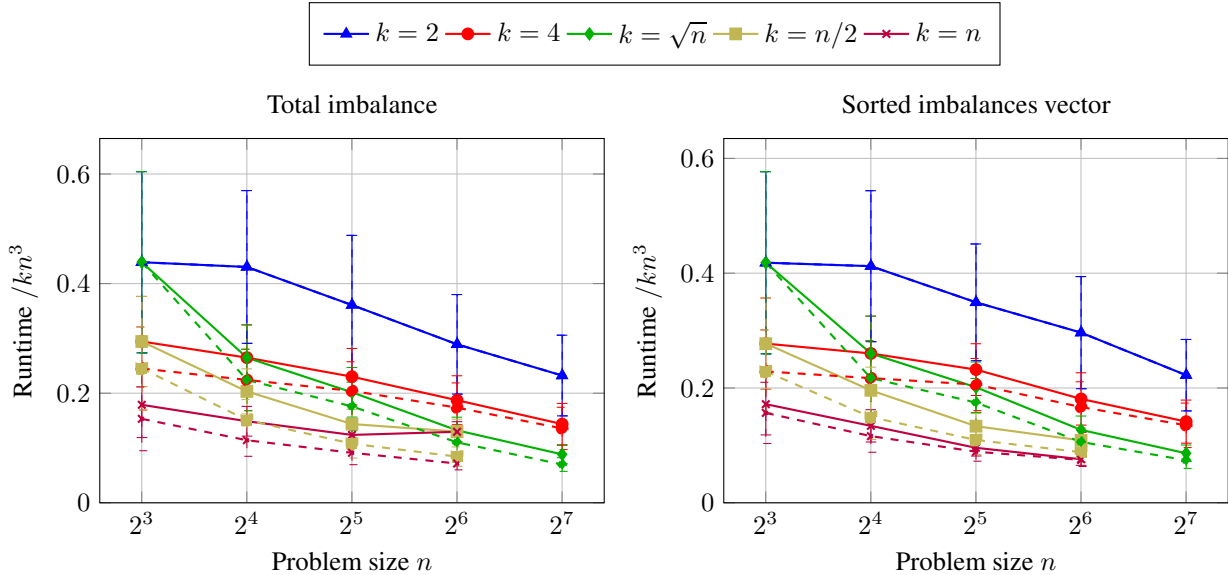 k = 2 k = 4 k = √n k = n/2 k = n
Total imbalance
Runtime /kn³
0.6
0.4
0.2
0
2³ 2⁴ 2⁵ 2⁶ 2⁷
Problem size n
Sorted imbalances vector
Runtime /kn³
0.6
0.4
0.2
0
2³ 2⁴ 2⁵ 2⁶ 2⁷
Problem size n